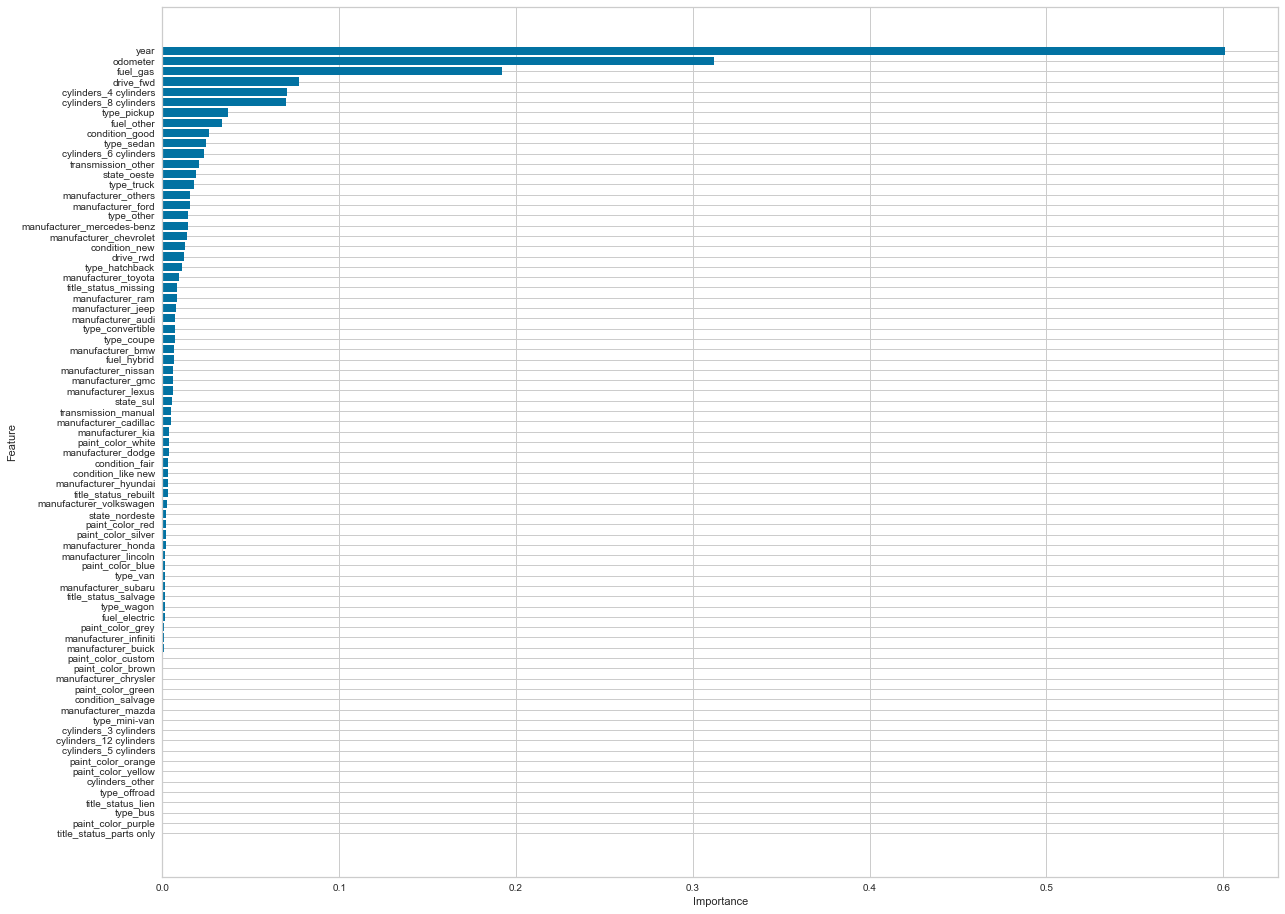 year
odometer
fuel_gas
drive_fwd
cylinders_4 cylinders
cylinders_8 cylinders
type_pickup
fuel_other
condition_good
type_sedan
cylinders_6 cylinders
transmission_other
state_oeste
type_truck
manufacturer_others
manufacturer_ford
type_other
manufacturer_mercedes-benz
manufacturer_chevrolet
condition_new
drive_rwd
type_hatchback
manufacturer_toyota
title_status_missing
manufacturer_ram
manufacturer_jeep
manufacturer_audi
type_convertible
type_coupe
manufacturer_bmw
fuel_hybrid
manufacturer_nissan
manufacturer_gmc
manufacturer_lexus
state_sul
transmission_manual
manufacturer_cadillac
manufacturer_kia
paint_color_white
manufacturer_dodge
condition_fair
condition_like new
manufacturer_hyundai
title_status_rebuilt
manufacturer_volkswagen
state_nordeste
paint_color_red
paint_color_silver
manufacturer_honda
manufacturer_lincoln
paint_color_blue
type_van
manufacturer_subaru
title_status_salvage
type_wagon
fuel_electric
paint_color_grey
manufacturer_infiniti
manufacturer_buick
paint_color_custom
paint_color_brown
manufacturer_chrysler
paint_color_green
condition_salvage
manufacturer_mazda
type_mini-van
cylinders_3 cylinders
cylinders_12 cylinders
cylinders_5 cylinders
paint_color_orange
paint_color_yellow
cylinders_other
type_offroad
title_status_lien
type_bus
paint_color_purple
title_status_parts only
Feature
0.0 0.1 0.2 0.3 0.4 0.5 0.6
Importance